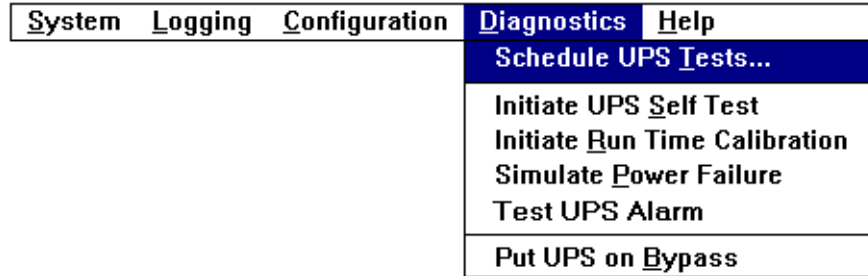 System Logging Configuration Diagnostics Help
Schedule UPS Tests...
Initiate UPS Self Test
Initiate Run Time Calibration
Simulate Power Failure
Test UPS Alarm
Put UPS on Bypass